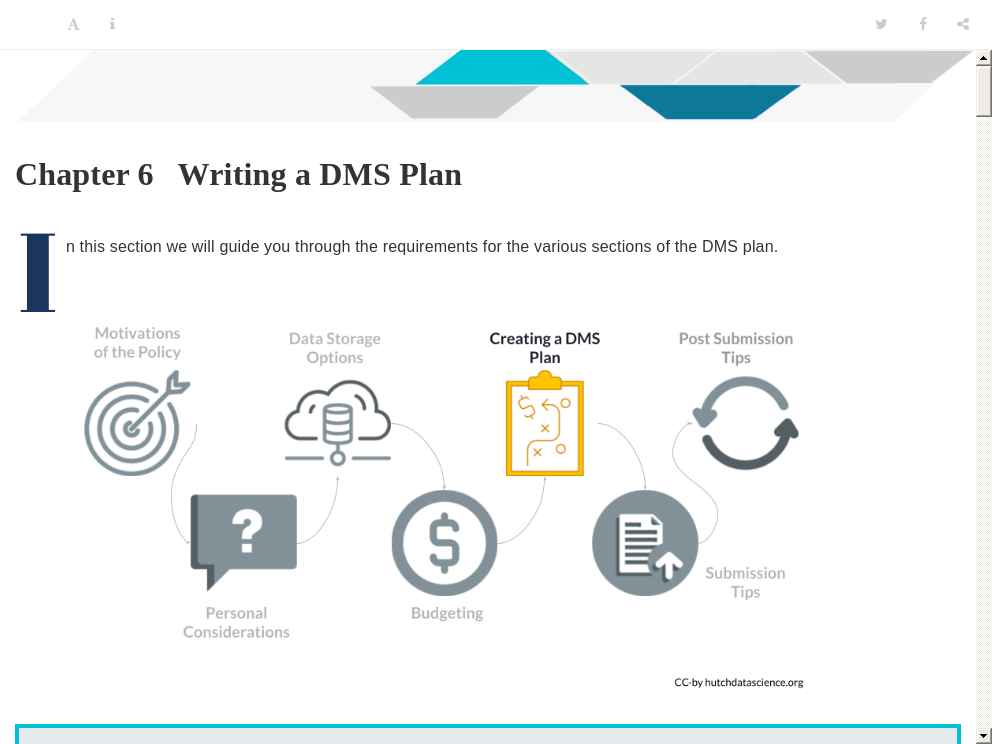 A
Chapter 6 Writing a DMS Plan
In this section we will guide you through the requirements for the various sections of the DMS plan.
Motivations
of the Policy
Data Storage
Options
Creating a DMS
Plan
Post Submission
Tips
Personal
Considerations
Budgeting
Submission
Tips
CC-by hutchdatascience.org